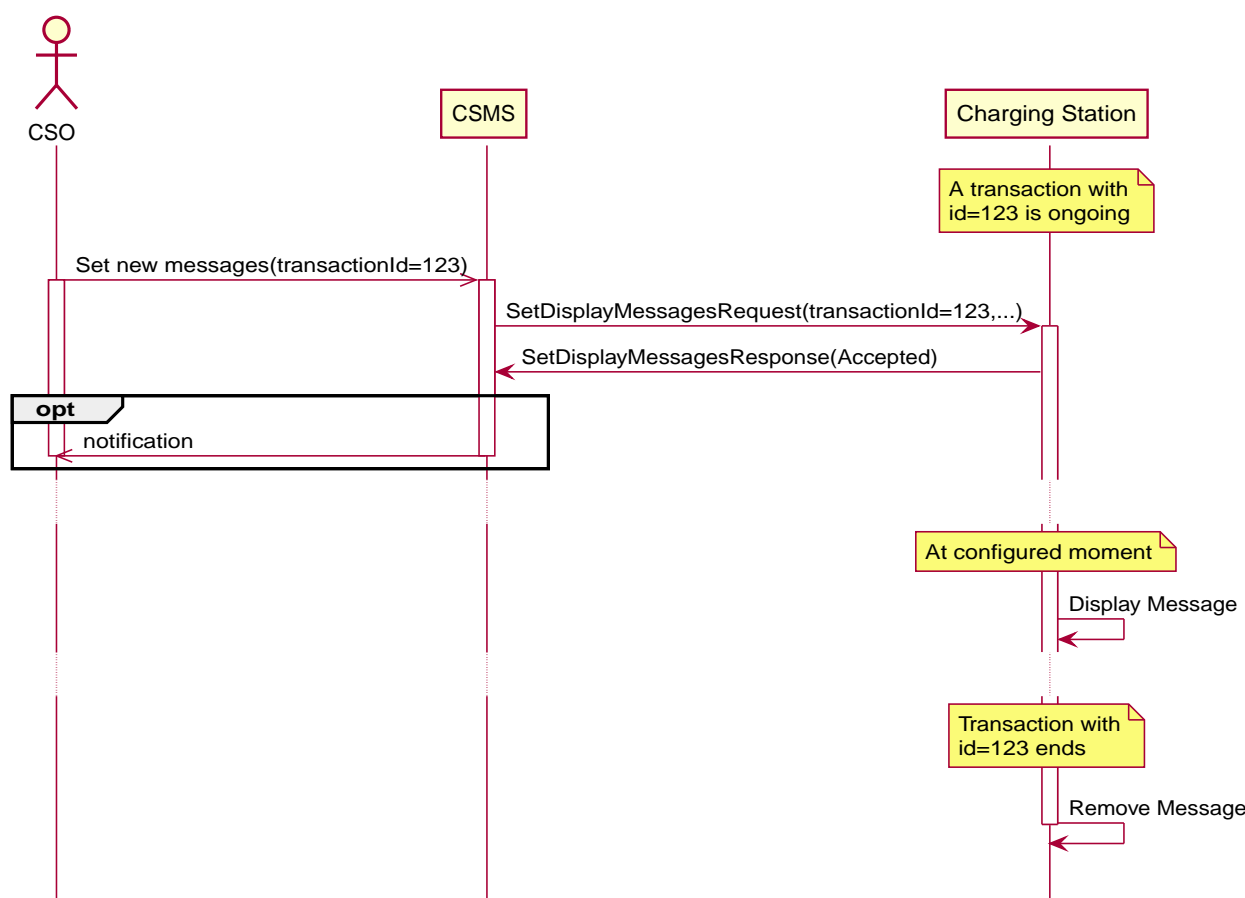 CSO
CSMS
Charging Station
A transaction with
id=123 is ongoing
Set new messages(transactionId=123)
SetDisplayMessagesRequest(transactionId=123,...)
SetDisplayMessagesResponse(Accepted)
opt
notification
At configured moment
Display Message
Transaction with
id=123 ends
Remove Message